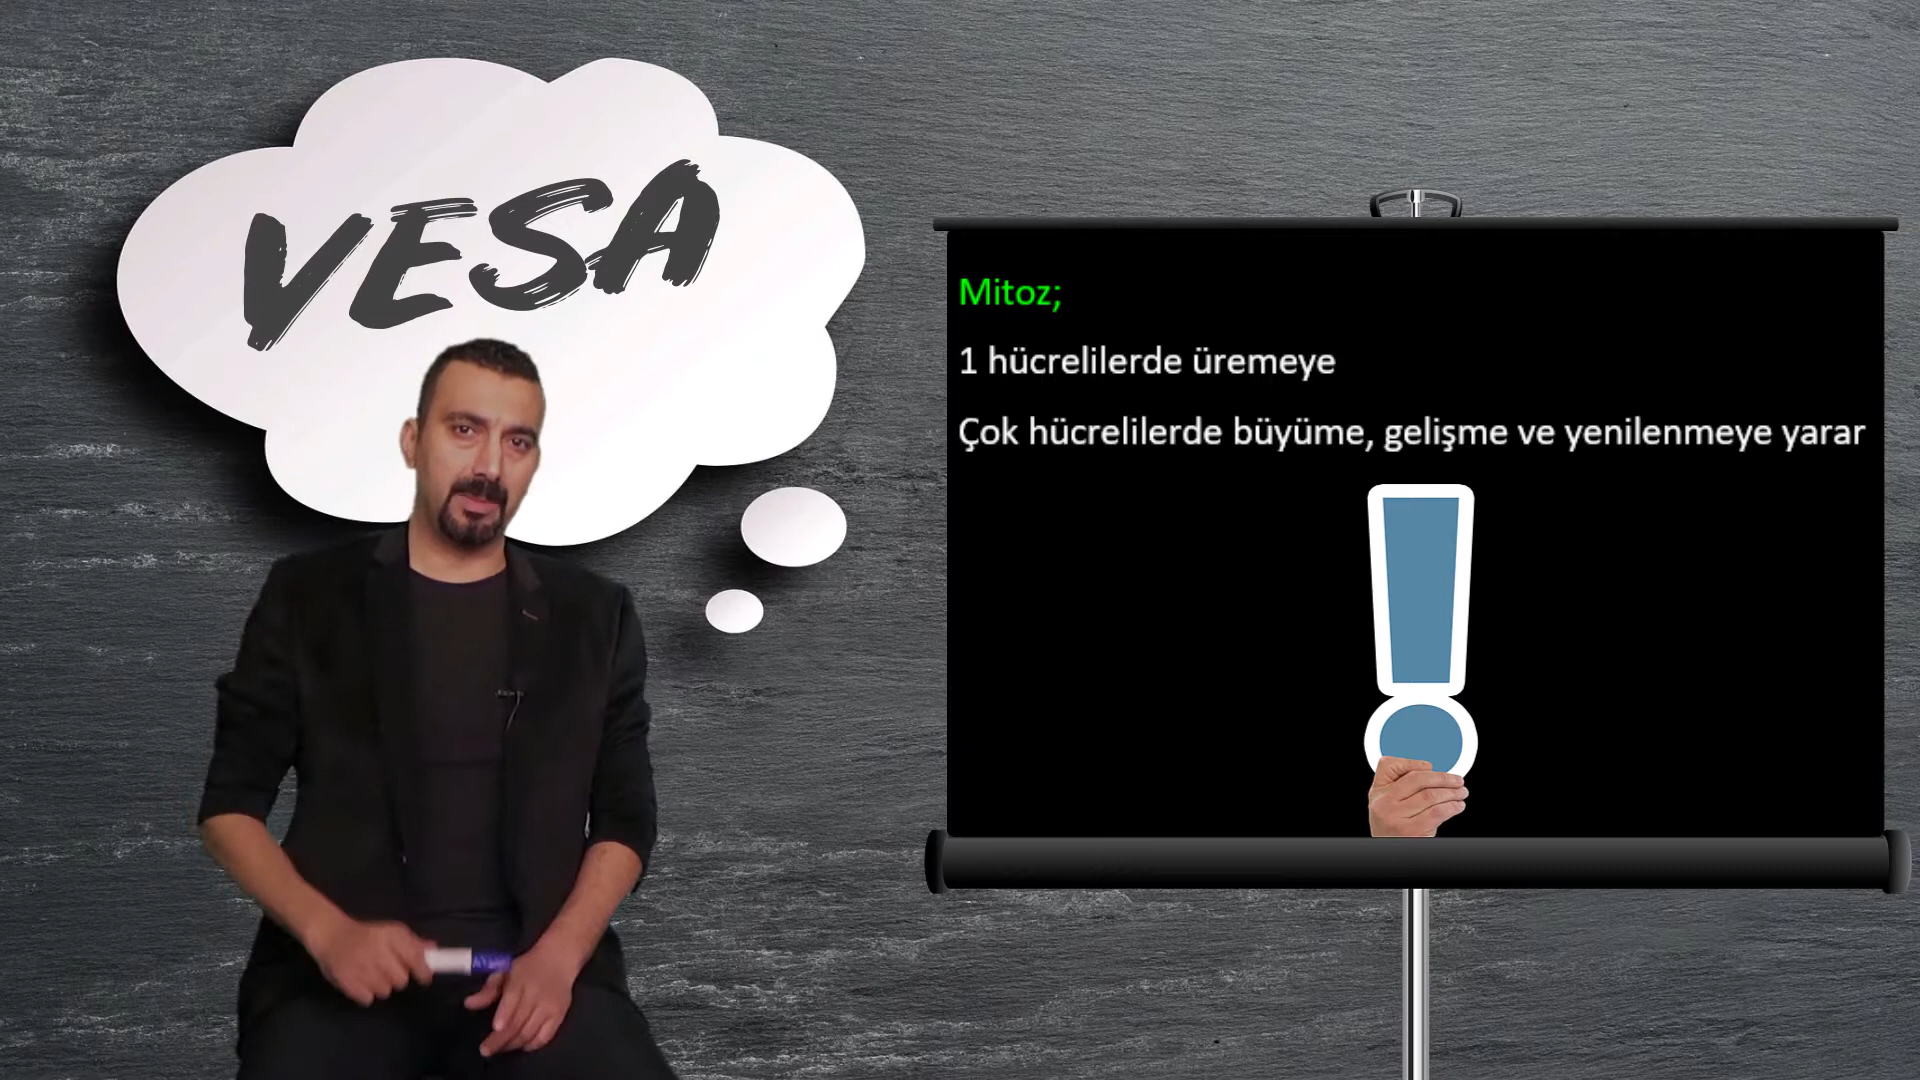 VESA
Mitoz;
1 hücrelilerde üremeye
Çok hücrelilerde büyüme, gelişme ve yenilenmeye yarar